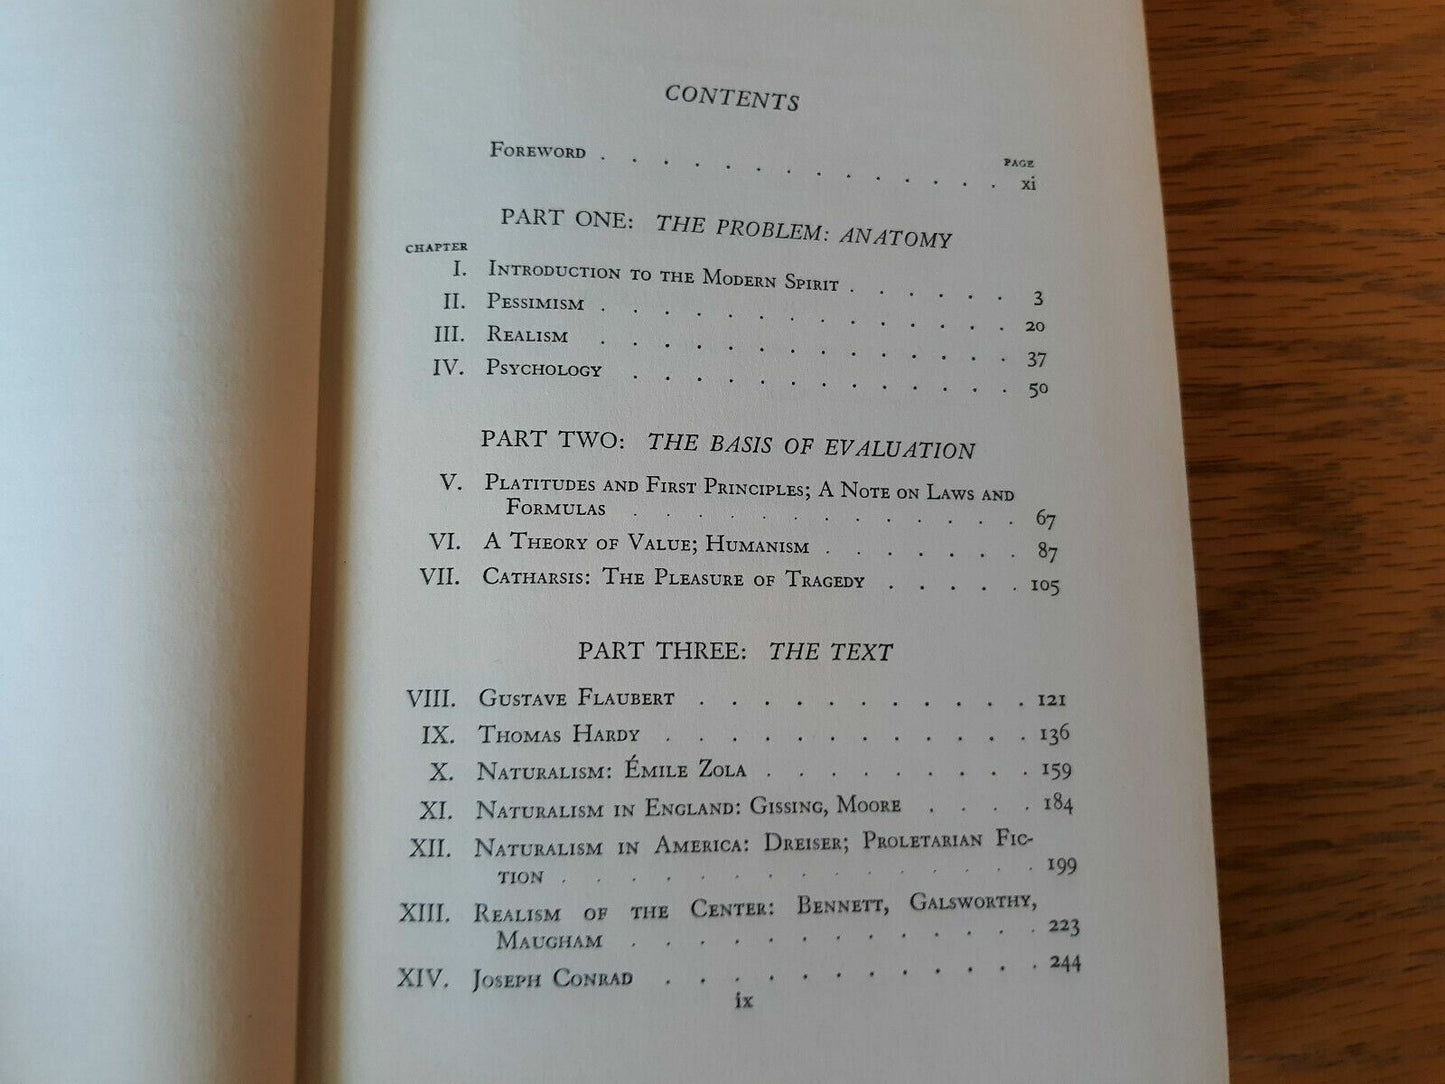 CONTENTS
PAGE
FOREWORD . . . . . . . . . . . . . xi
PART ONE: THE PROBLEM: ANATOMY
CHAPTER
I. INTRODUCTION TO THE MODERN SPIRIT . . . . . . 3
II. PESSIMISM . . . . . . . . . . . . . 20
III. REALISM . . . . . . . . . . . . . 37
IV. PSYCHOLOGY . . . . . . . . . . . . 50
PART TWO: THE BASIS OF EVALUATION
V. PLATITUDES AND FIRST PRINCIPLES; A NOTE ON LAWS AND
FORMULAS . . . . . . . . . . . . 67
VI. A THEORY OF VALUE; HUMANISM . . . . . . . 87
VII. CATHARSIS: THE PLEASURE OF TRAGEDY . . . . . 105
PART THREE: THE TEXT
VIII. GUSTAVE FLAUBERT . . . . . . . . . . . 121
IX. THOMAS HARDY . . . . . . . . . . . . 136
X. NATURALISM: ÉMILE ZOLA . . . . . . . . . 159
XI. NATURALISM IN ENGLAND: GISSING, MOORE . . . . 184
XII. NATURALISM IN AMERICA: DREISER; PROLETARIAN FIC-
TION . . . . . . . . . . . . . . 199
XIII. REALISM OF THE CENTER: BENNETT, GALSWORTHY,
MAUGHAM . . . . . . . . . . . . 223
XIV. JOSEPH CONRAD . . . . . . . . . . . . 244
ix